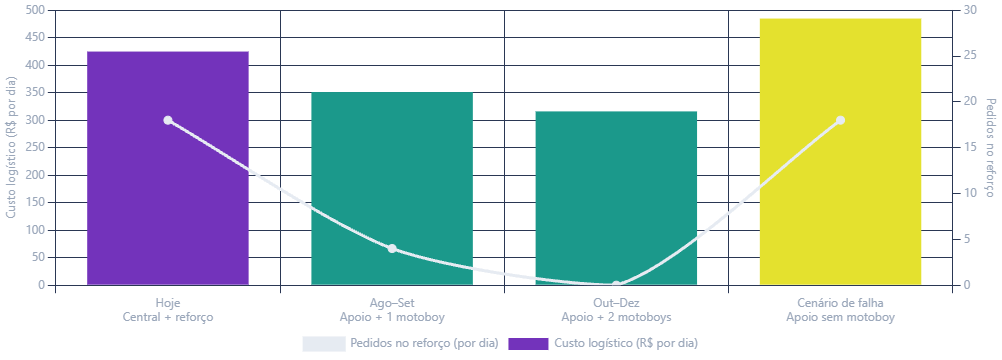 Custo logístico (R$ por dia)
500
450
400
350
300
250
200
150
100
50
0
30
25
20
15
10
5
0
Pedidos no reforço
Hoje
Central + reforço
Ago–Set
Apoio + 1 motoboy
Out–Dez
Apoio + 2 motoboys
Cenário de falha
Apoio sem motoboy
Pedidos no reforço (por dia)
Custo logístico (R$ por dia)